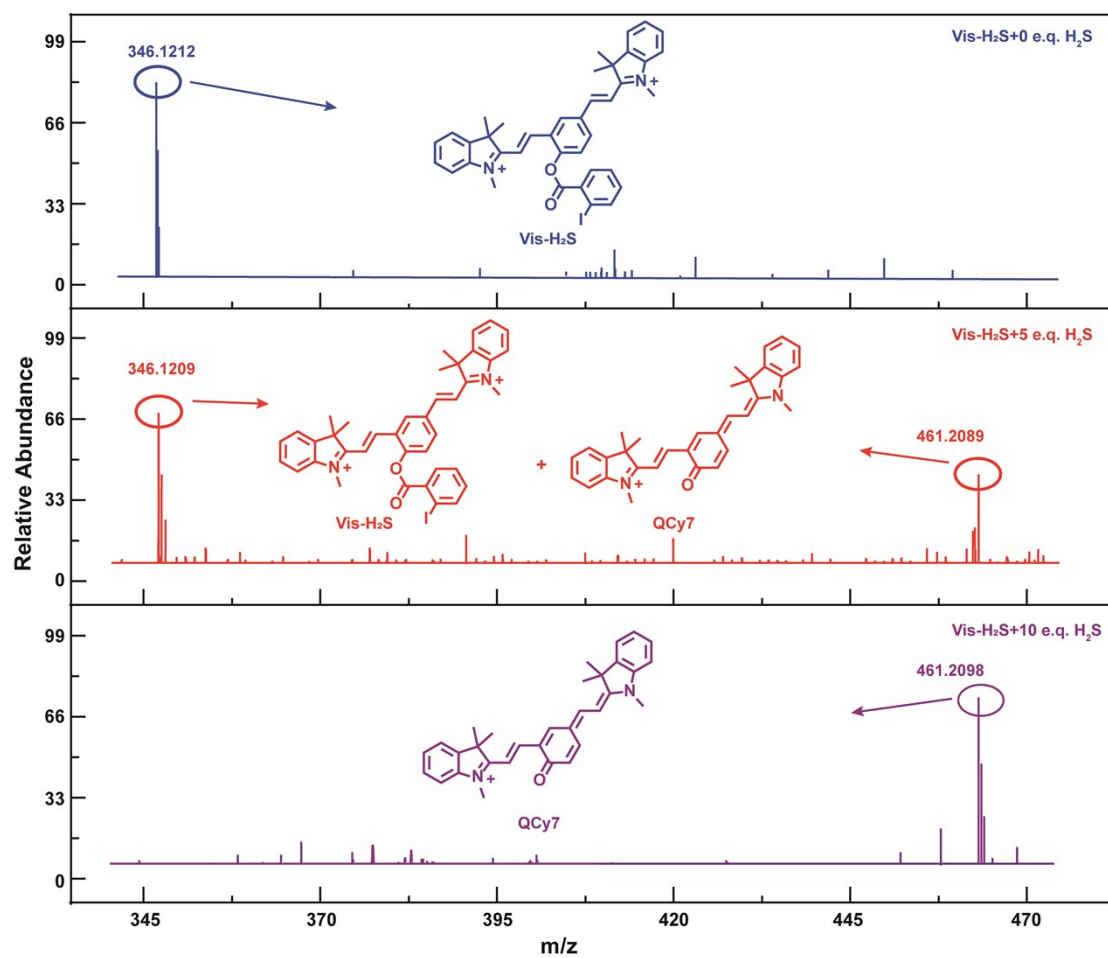 Relative Abundance
99
66
33
0
346.1212
Vis-H₂S+0 e.q. H₂S
N+
N+
O
O
I
Vis-H₂S
99
66
33
0
346.1209
Vis-H₂S+5 e.q. H₂S
N+
N+
O
O
I
Vis-H₂S
+
N
N+
O
QCy7
461.2089
99
66
33
0
Vis-H₂S+10 e.q. H₂S
461.2098
N
N+
O
QCy7
345 370 395 420 445 470
m/z